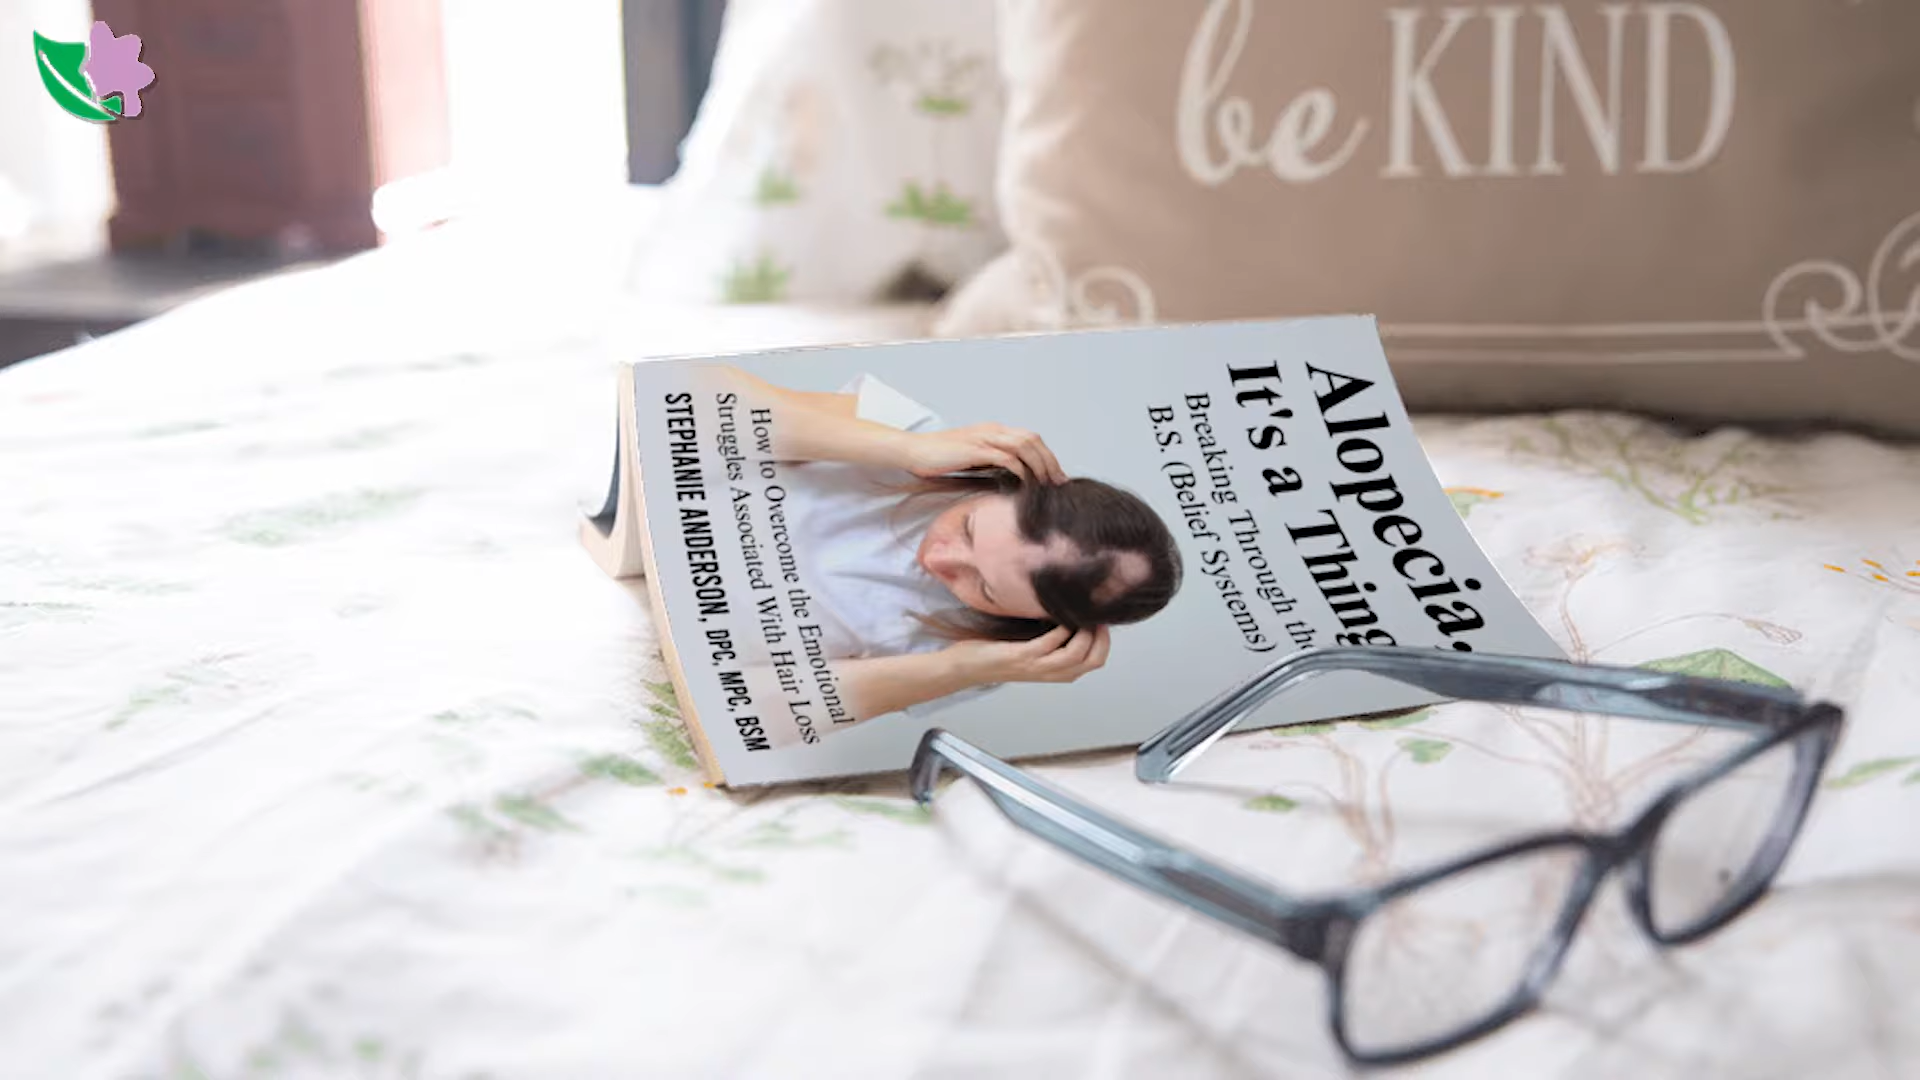 be KIND
Alopecia,
It's a Thing
Breaking Through the
B.S. (Belief Systems)
How to Overcome the Emotional
Struggles Associated With Hair Loss
STEPHANIE ANDERSON, DPC, MPC, BSM